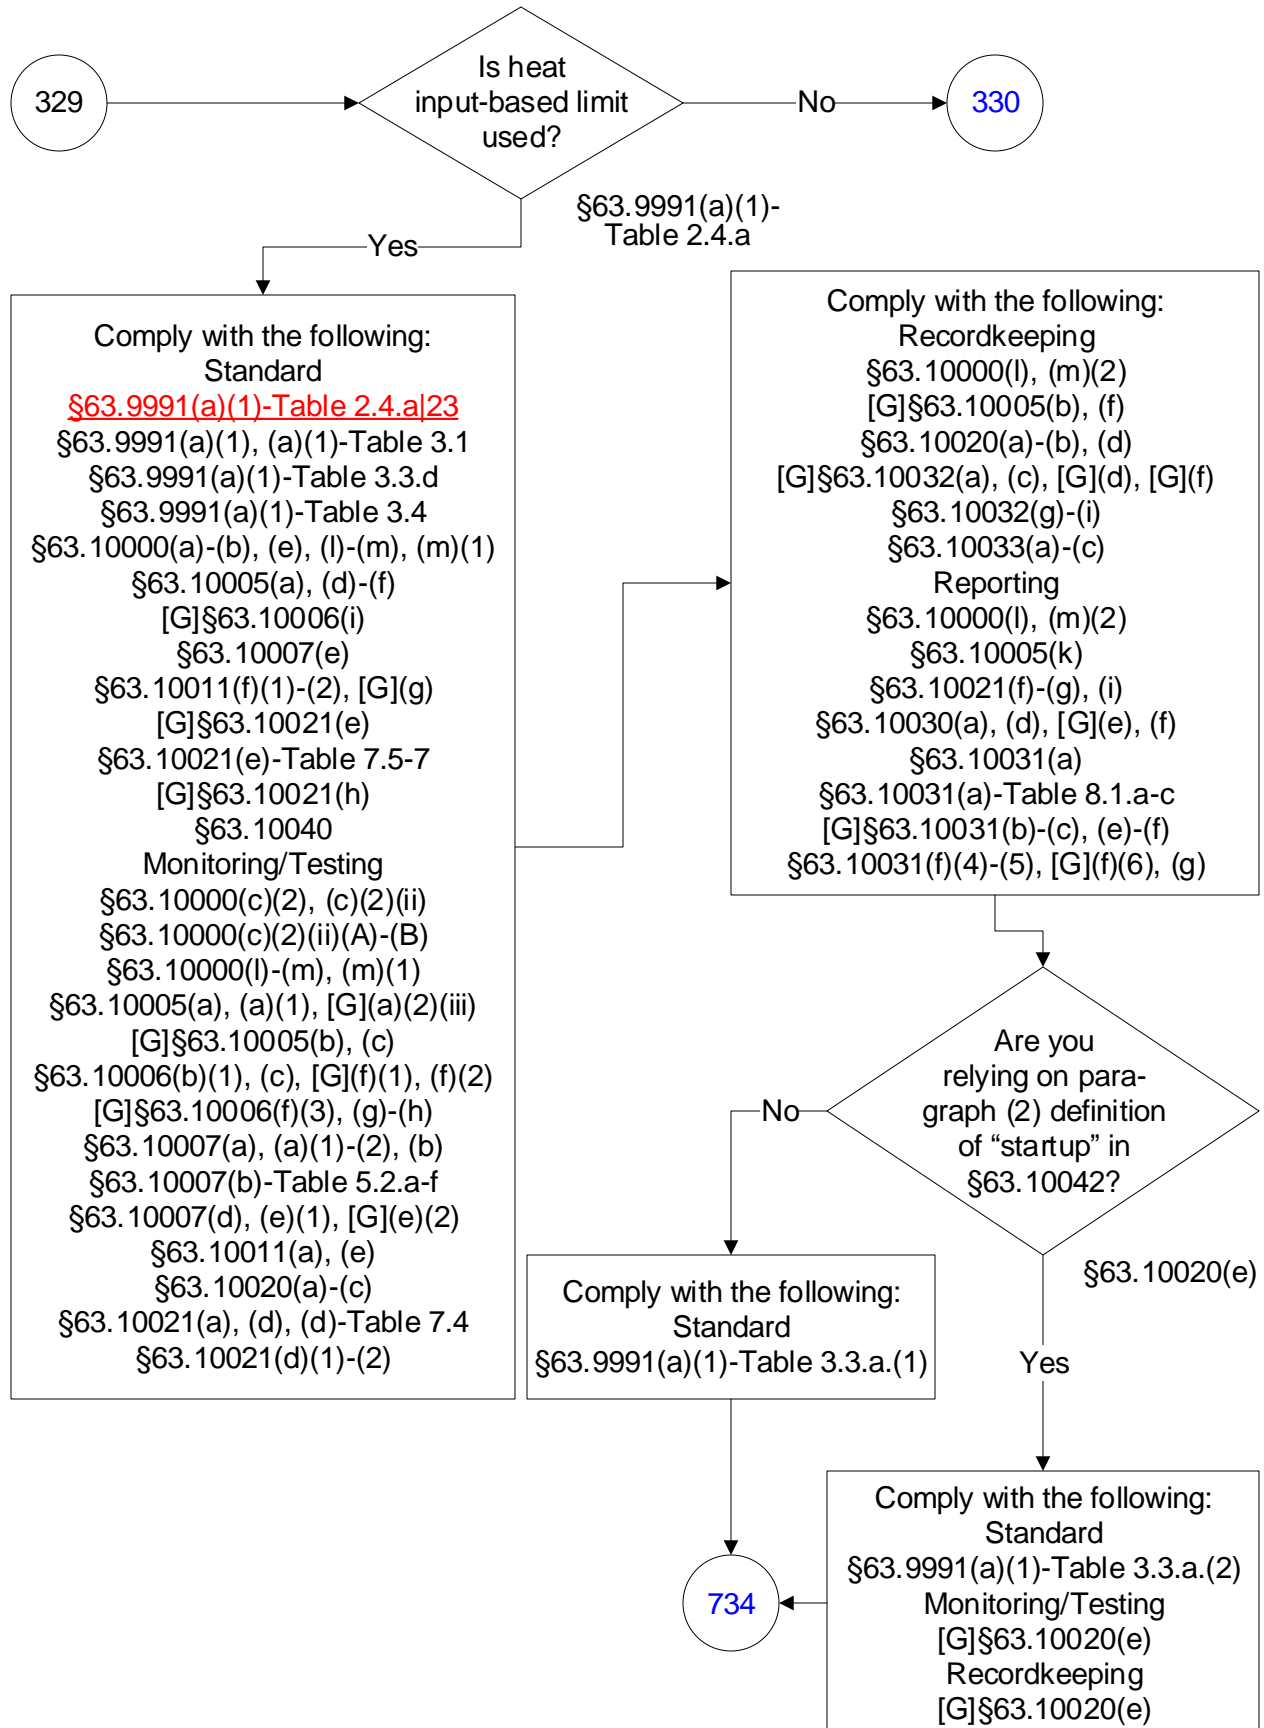 329
Is heat
input-based limit
used?
No
330
§63.9991(a)(1)-
Table 2.4.a
Yes
Comply with the following:
Standard
§63.9991(a)(1)-Table 2.4.a|23
§63.9991(a)(1), (a)(1)-Table 3.1
§63.9991(a)(1)-Table 3.3.d
§63.9991(a)(1)-Table 3.4
§63.10000(a)-(b), (e), (l)-(m), (m)(1)
§63.10005(a), (d)-(f)
[G]§63.10006(i)
§63.10007(e)
§63.10011(f)(1)-(2), [G](g)
[G]§63.10021(e)
§63.10021(e)-Table 7.5-7
[G]§63.10021(h)
§63.10040
Monitoring/Testing
§63.10000(c)(2), (c)(2)(ii)
§63.10000(c)(2)(ii)(A)-(B)
§63.10000(l)-(m), (m)(1)
§63.10005(a), (a)(1), [G](a)(2)(iii)
[G]§63.10005(b), (c)
§63.10006(b)(1), (c), [G](f)(1), (f)(2)
[G]§63.10006(f)(3), (g)-(h)
§63.10007(a), (a)(1)-(2), (b)
§63.10007(b)-Table 5.2.a-f
§63.10007(d), (e)(1), [G](e)(2)
§63.10011(a), (e)
§63.10020(a)-(c)
§63.10021(a), (d), (d)-Table 7.4
§63.10021(d)(1)-(2)
Comply with the following:
Recordkeeping
§63.10000(l), (m)(2)
[G]§63.10005(b), (f)
§63.10020(a)-(b), (d)
[G]§63.10032(a), (c), [G](d), [G](f)
§63.10032(g)-(i)
§63.10033(a)-(c)
Reporting
§63.10000(l), (m)(2)
§63.10005(k)
§63.10021(f)-(g), (i)
§63.10030(a), (d), [G](e), (f)
§63.10031(a)
§63.10031(a)-Table 8.1.a-c
[G]§63.10031(b)-(c), (e)-(f)
§63.10031(f)(4)-(5), [G](f)(6), (g)
Are you
relying on para-
graph (2) definition
of “startup” in
§63.10042?
No
§63.10020(e)
Yes
Comply with the following:
Standard
§63.9991(a)(1)-Table 3.3.a.(1)
Comply with the following:
Standard
§63.9991(a)(1)-Table 3.3.a.(2)
Monitoring/Testing
[G]§63.10020(e)
Recordkeeping
[G]§63.10020(e)
734